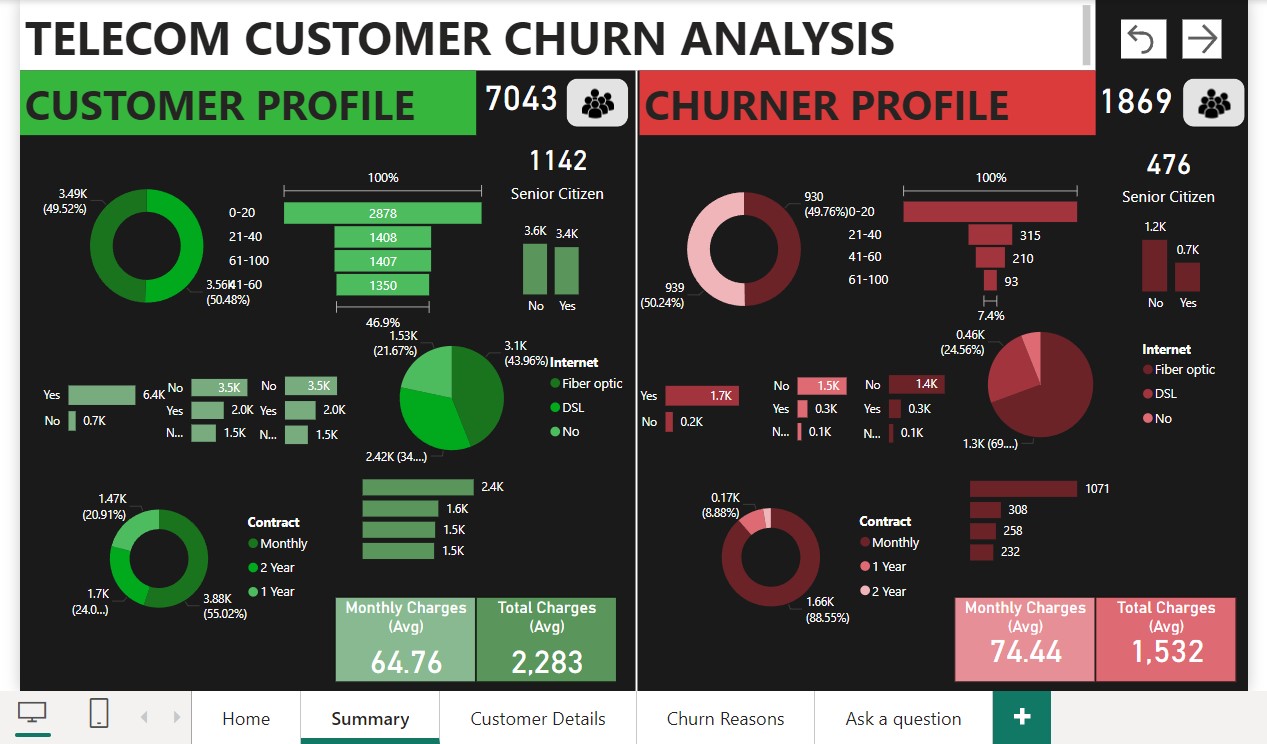 TELECOM CUSTOMER CHURN ANALYSIS
CUSTOMER PROFILE
7043
1142
Senior Citizen
3.49K
(49.52%)
(50.48%)
100%
0-20
2878
21-40
1408
61-100
1407
41-60
1350
46.9%
3.6K
3.4K
No
Yes
Yes
6.4K
No
0.7K
No
3.5K
Yes
2.0K
N...
1.5K
No
3.5K
Yes
2.0K
N...
1.5K
1.53K
(21.67%)
3.1K
(43.96%)
2.42K (34....)
Internet
Fiber optic
DSL
No
1.47K
(20.91%)
1.7K
(24.0...)
3.88K
(55.02%)
Contract
Monthly
2 Year
1 Year
2.4K
1.6K
1.5K
1.5K
Monthly Charges
(Avg)
64.76
Total Charges
(Avg)
2,283
CHURNER PROFILE
1869
476
Senior Citizen
930
(49.76%)
939
(50.24%)
100%
0-20
21-40
315
41-60
210
61-100
93
7.4%
1.2K
0.7K
No
Yes
Yes
1.7K
No
0.2K
No
1.5K
Yes
0.3K
N...
0.1K
No
1.4K
Yes
0.3K
N...
0.1K
0.46K
(24.56%)
1.3K (69....)
Internet
Fiber optic
DSL
No
0.17K
(8.88%)
1.66K
(88.55%)
Contract
Monthly
1 Year
2 Year
1071
308
258
232
Monthly Charges
(Avg)
74.44
Total Charges
(Avg)
1,532
Home
Summary
Customer Details
Churn Reasons
Ask a question